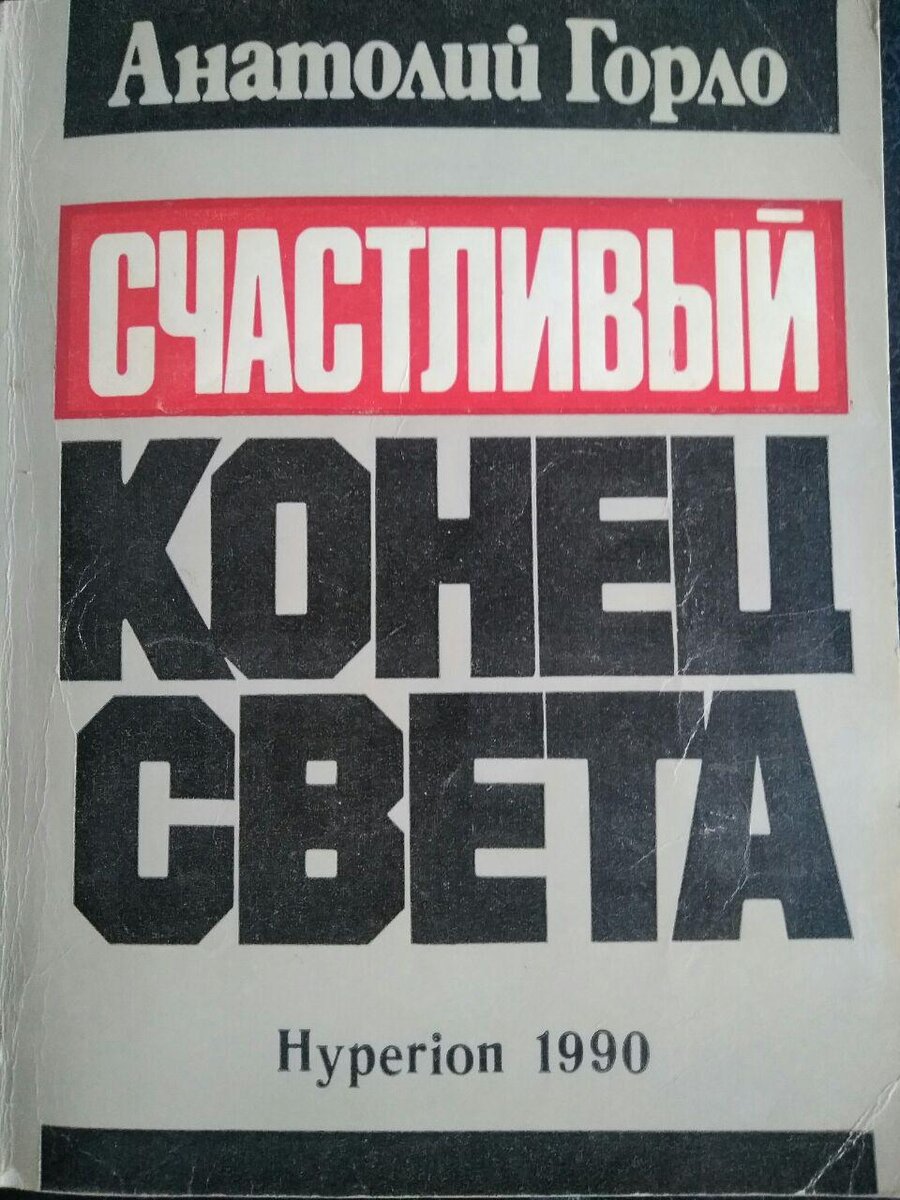 Анатолий Горло
СЧАСТЛИВЫЙ
КОНЕЦ
СВЕТА
Hyperion 1990